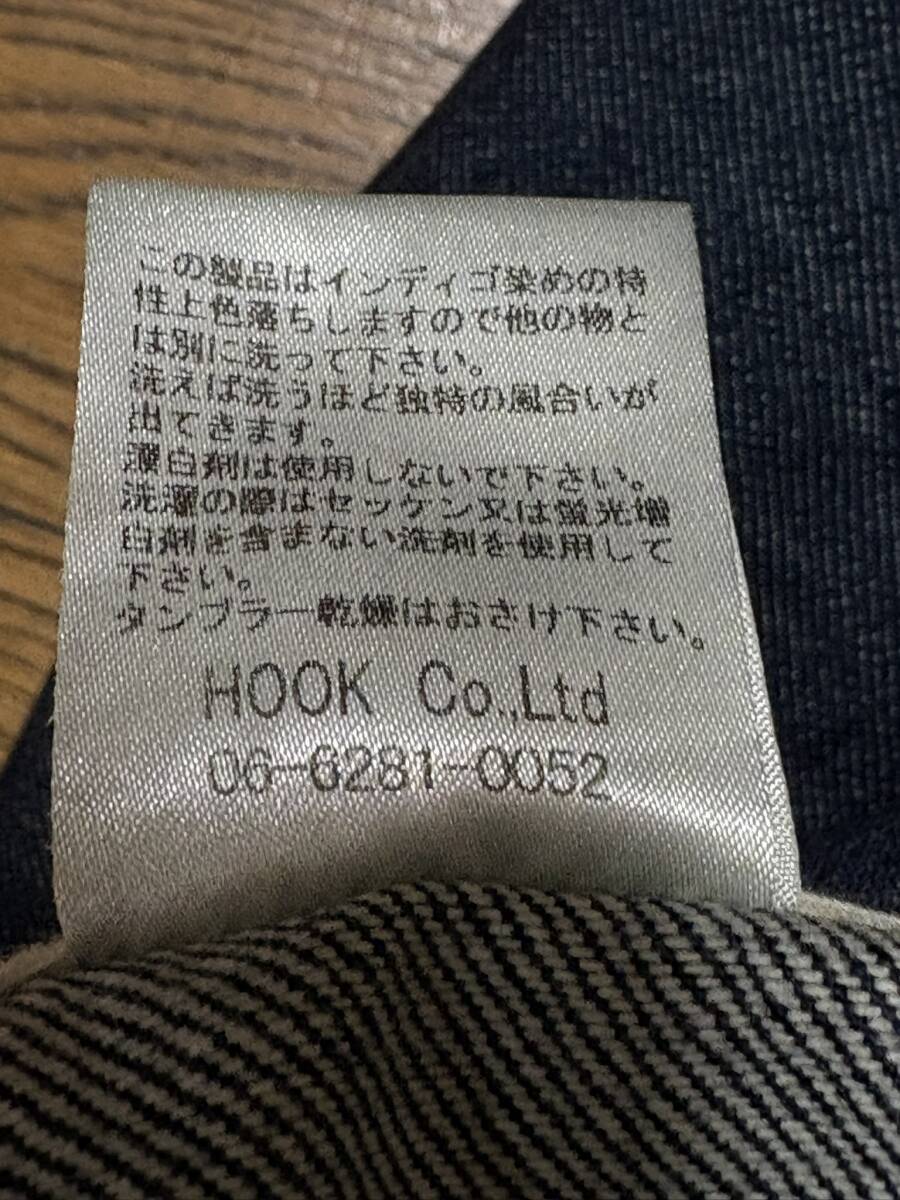 この製品はインディゴ染めの特
性上色落ちしますので他の物と
は別に洗って下さい。
洗えば洗うほど独特の風合いが
出てきます。
漂白剤は使用しないで下さい。
洗濯の際はセッケン又は蛍光増
白剤を含まない洗剤を使用して
下さい。
タンブラー乾燥はおさけ下さい。
HOOK Co.,Ltd
06-6281-0052